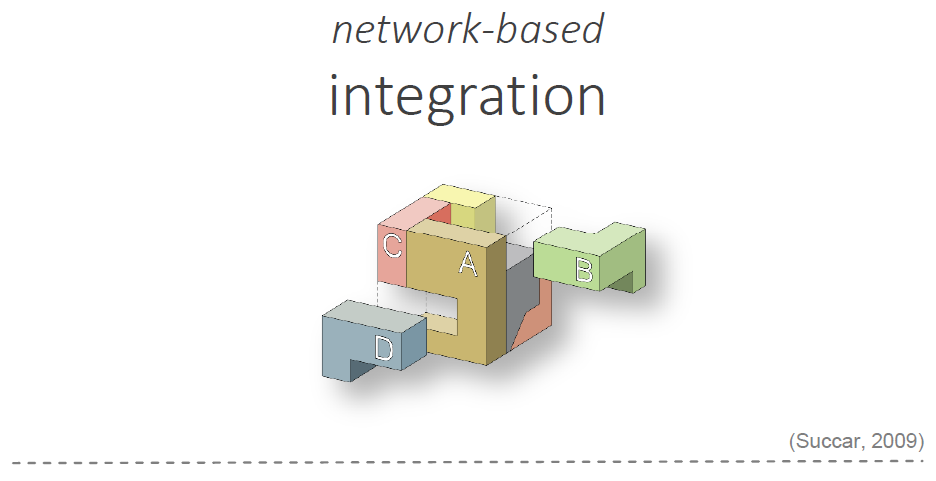 network-based
integration
C
A
B
D
(Succar, 2009)